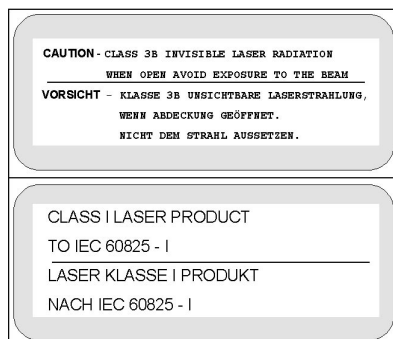 CAUTION - CLASS 3B INVISIBLE LASER RADIATION
WHEN OPEN AVOID EXPOSURE TO THE BEAM
VORSICHT - KLASSE 3B UNSICHTBARE LASERSTRAHLUNG,
WENN ABDECKUNG GEÖFFNET.
NICHT DEM STRAHL AUSSETZEN.
CLASS I LASER PRODUCT
TO IEC 60825 - I
LASER KLASSE I PRODUKT
NACH IEC 60825 - I